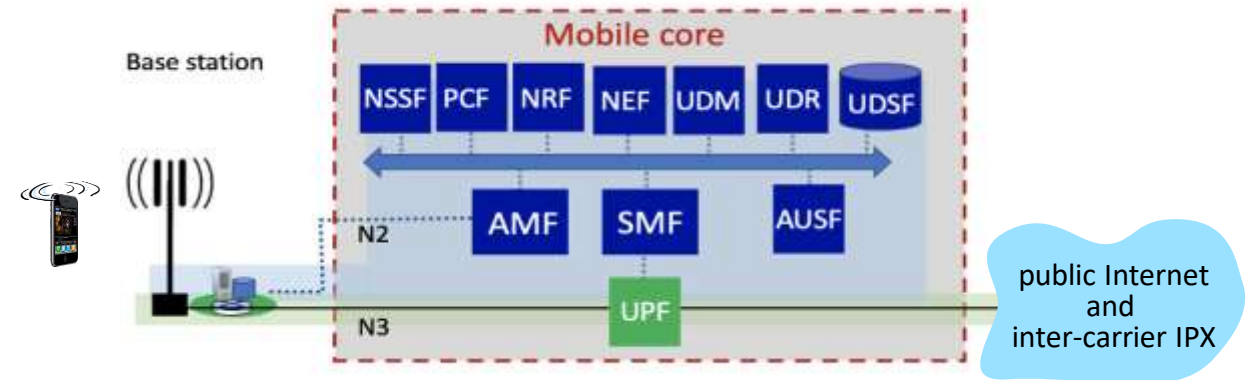 Mobile core
Base station
NSSF PCF NRF NEF UDM UDR UDSF
AMF SMF AUSF
N2
UPF
N3
public Internet
and
inter-carrier IPX